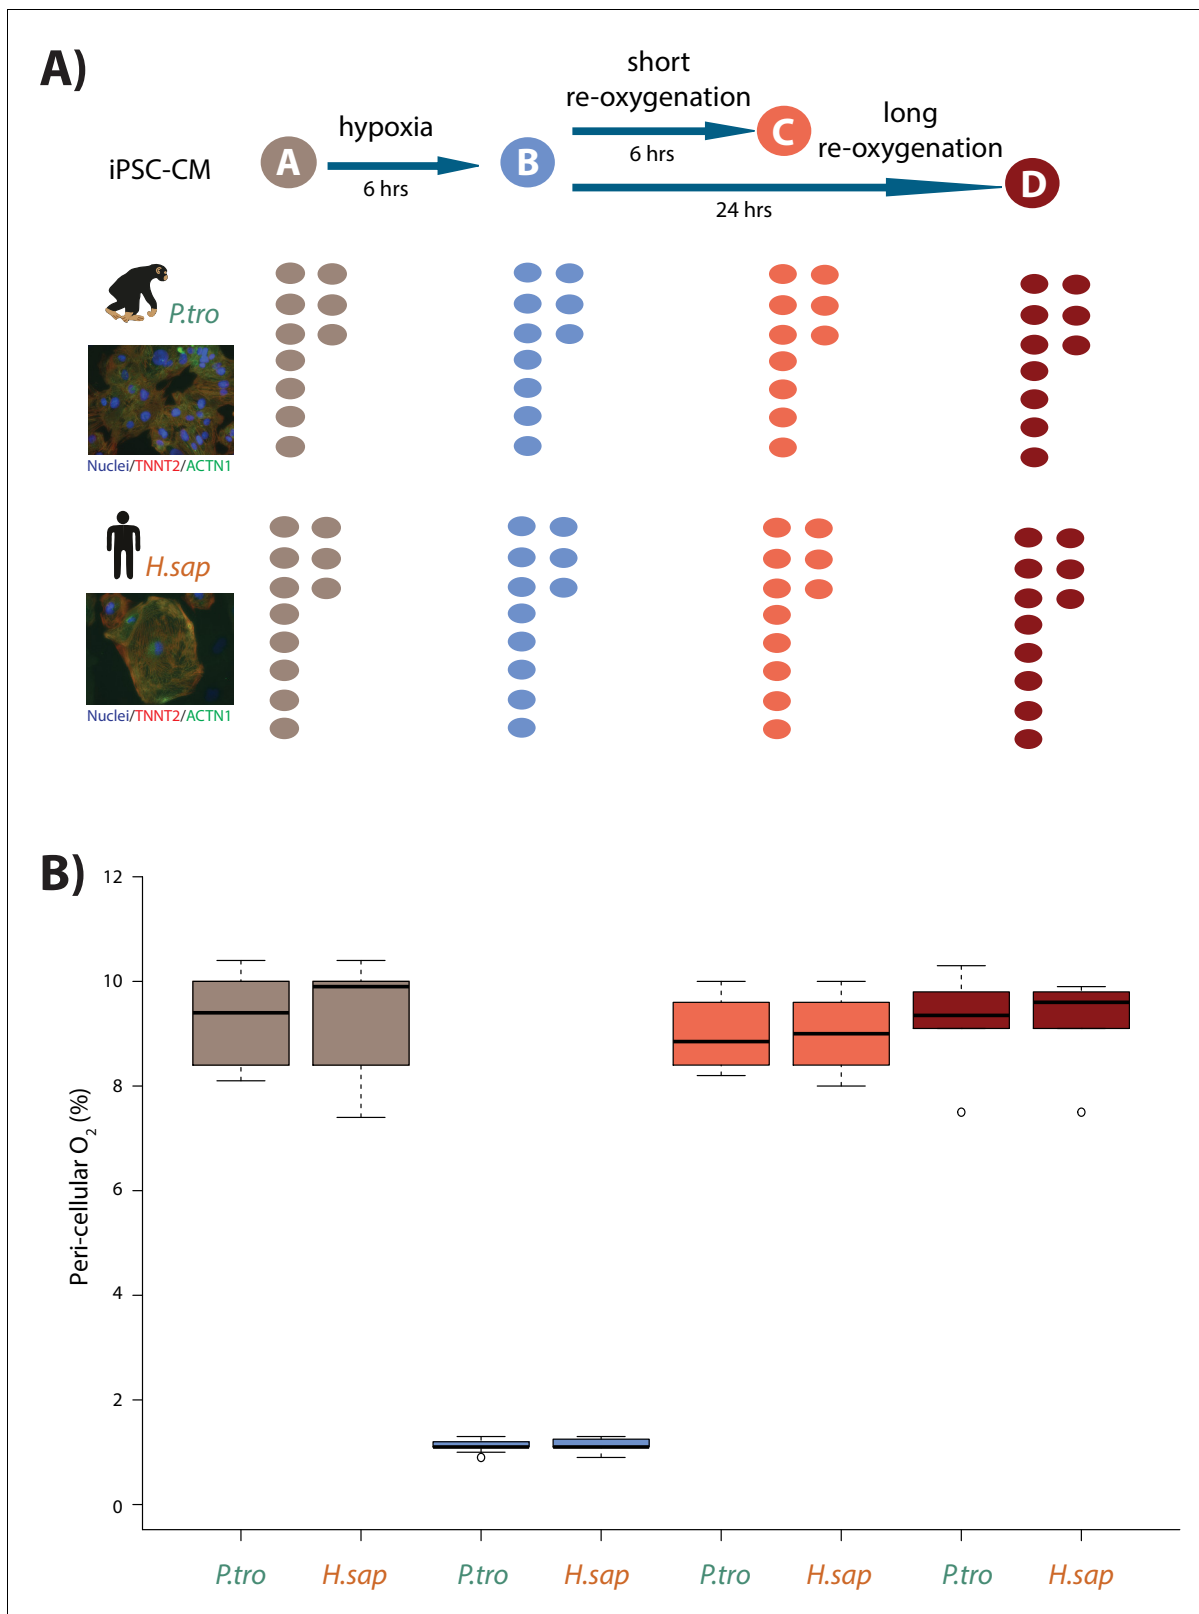 A)
short
re-oxygenation
long
re-oxygenation
hypoxia
iPSC-CM
A
B
C
D
6 hrs
6 hrs
24 hrs
P.tro
Nuclei/TNNT2/ACTN1
H.sap
Nuclei/TNNT2/ACTN1
B)
12
10
8
6
4
2
0
Peri-cellular O₂ (%)
P.tro H.sap P.tro H.sap P.tro H.sap P.tro H.sap